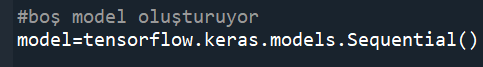 #boş model oluşturuyor
model=tensorflow.keras.models.Sequential()